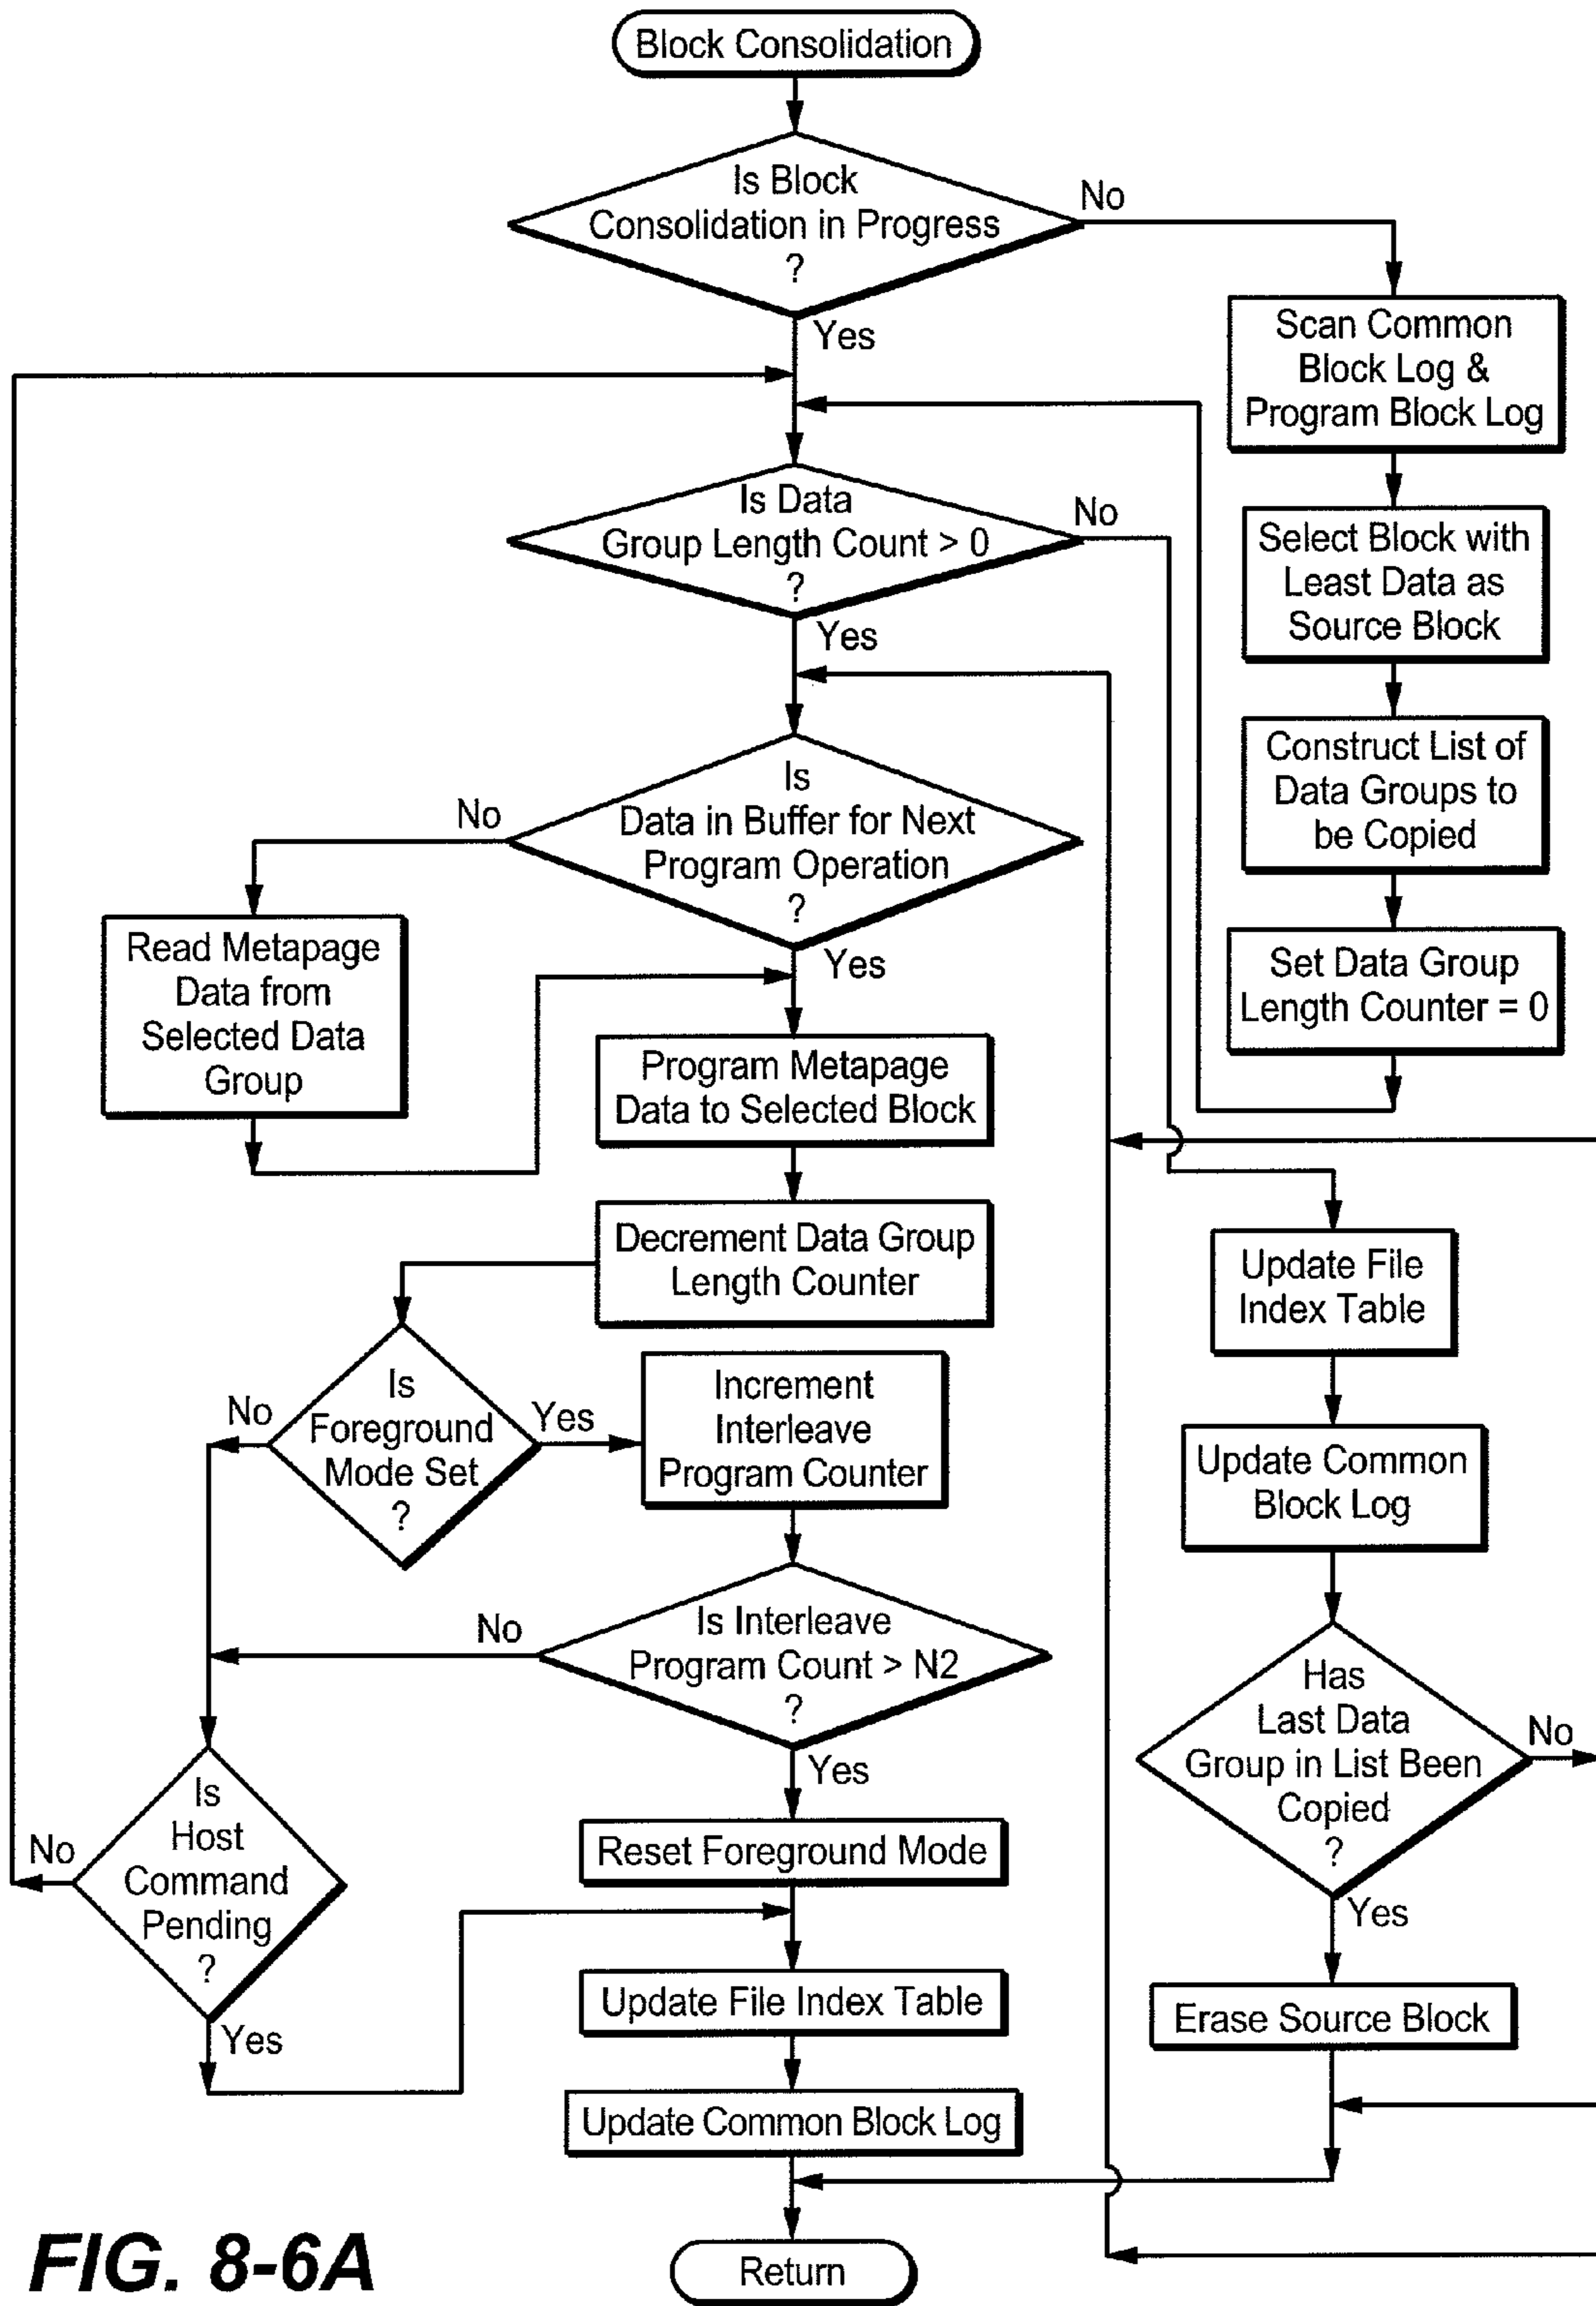 Block Consolidation
Is Block
Consolidation in Progress
?
No
Yes
Scan Common
Block Log &
Program Block Log
Is Data
Group Length Count > 0
?
No
Yes
Select Block with
Least Data as
Source Block
Construct List of
Data Groups to
be Copied
Set Data Group
Length Counter = 0
Is
Data in Buffer for Next
Program Operation
?
No
Yes
Read Metapage
Data from
Selected Data
Group
Program Metapage
Data to Selected Block
Decrement Data Group
Length Counter
Is
Foreground
Mode Set
?
No
Yes
Increment
Interleave
Program Counter
Is Interleave
Program Count > N2
?
No
Yes
Is
Host
Command
Pending
?
No
Yes
Reset Foreground Mode
Update File Index Table
Update Common Block Log
Update File
Index Table
Update Common
Block Log
Has
Last Data
Group in List Been
Copied
?
No
Yes
Erase Source Block
Return
FIG. 8-6A